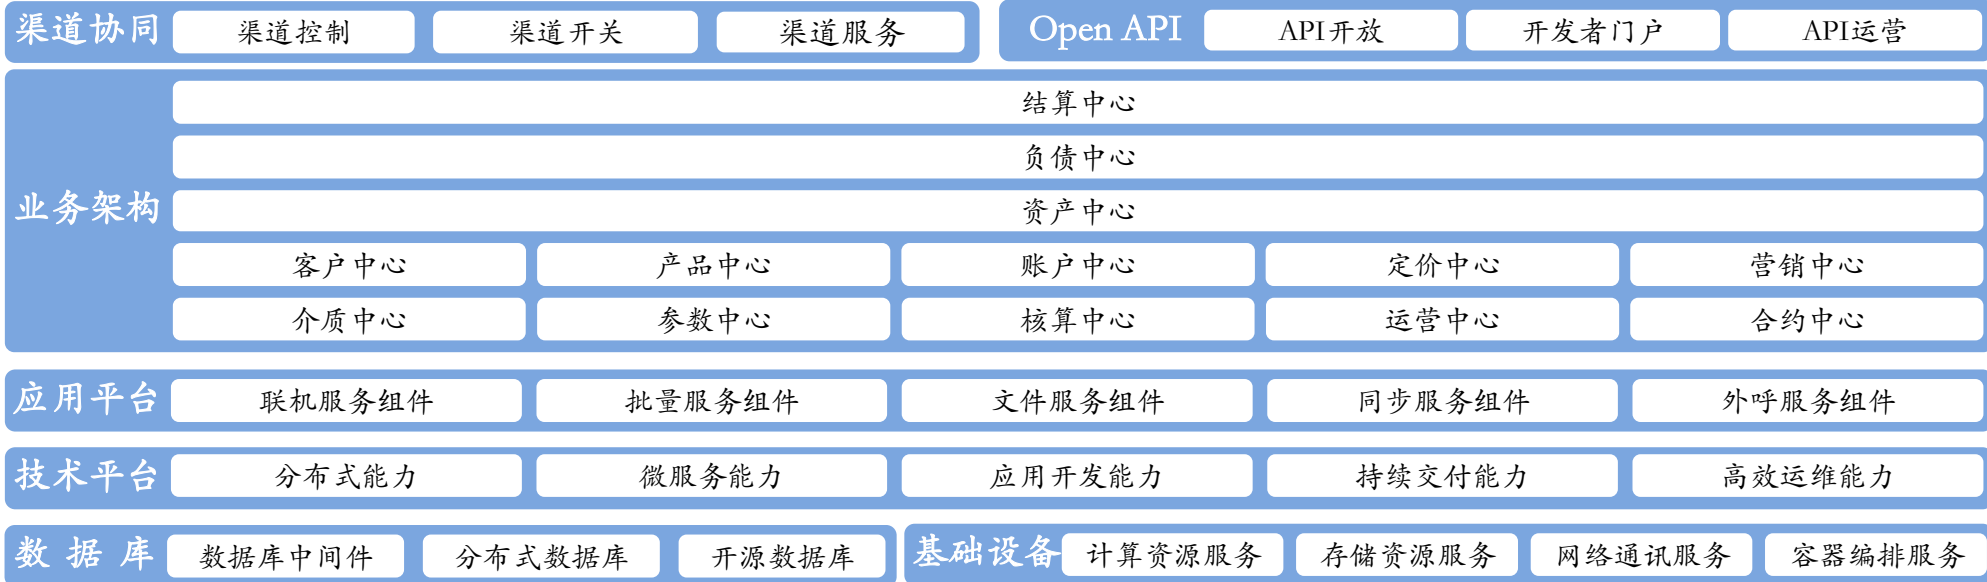 渠道协同 渠道控制 渠道开关 渠道服务 Open API API开放 开发者门户 API运营
结算中心
负债中心
业务架构
资产中心
客户中心 产品中心 账户中心 定价中心 营销中心
介质中心 参数中心 核算中心 运营中心 合约中心
应用平台 联机服务组件 批量服务组件 文件服务组件 同步服务组件 外呼服务组件
技术平台 分布式能力 微服务能力 应用开发能力 持续交付能力 高效运维能力
数据库 数据库中间件 分布式数据库 开源数据库 基础设备 计算资源服务 存储资源服务 网络通讯服务 容器编排服务